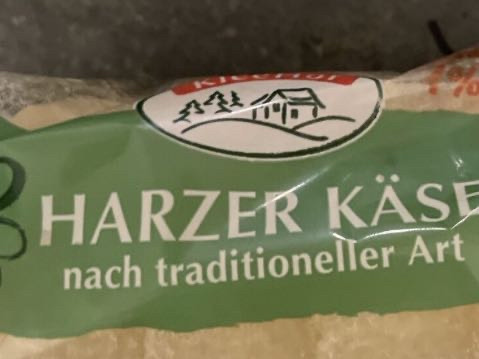 HARZER KÄSE
nach traditioneller Art